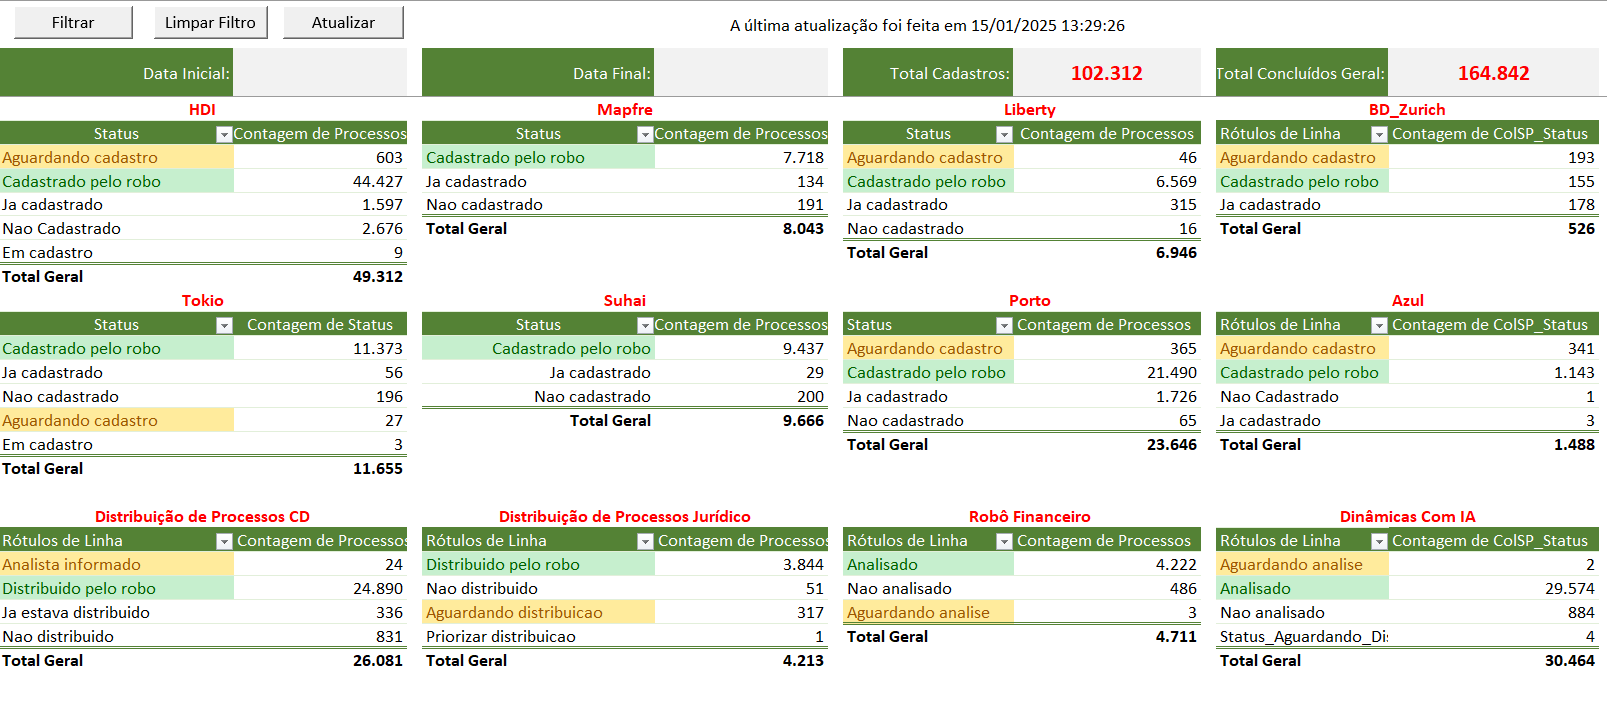 Filtrar Limpar Filtro Atualizar A última atualização foi feita em 15/01/2025 13:29:26
Data Inicial: Data Final: Total Cadastros: 102.312 Total Concluídos Geral: 164.842
HDI
Status Contagem de Processos
Aguardando cadastro 603
Cadastrado pelo robo 44.427
Ja cadastrado 1.597
Nao Cadastrado 2.676
Em cadastro 9
Total Geral 49.312
Mapfre
Status Contagem de Processos
Cadastrado pelo robo 7.718
Ja cadastrado 134
Nao cadastrado 191
Total Geral 8.043
Liberty
Status Contagem de Processos
Aguardando cadastro 46
Cadastrado pelo robo 6.569
Ja cadastrado 315
Nao cadastrado 16
Total Geral 6.946
BD_Zurich
Rótulos de Linha Contagem de ColSP_Status
Aguardando cadastro 193
Cadastrado pelo robo 155
Ja cadastrado 178
Total Geral 526
Tokio
Status Contagem de Status
Cadastrado pelo robo 11.373
Ja cadastrado 56
Nao cadastrado 196
Aguardando cadastro 27
Em cadastro 3
Total Geral 11.655
Suhai
Status Contagem de Processos
Cadastrado pelo robo 9.437
Ja cadastrado 29
Nao cadastrado 200
Total Geral 9.666
Porto
Status Contagem de Processos
Aguardando cadastro 365
Cadastrado pelo robo 21.490
Ja cadastrado 1.726
Nao cadastrado 65
Total Geral 23.646
Azul
Rótulos de Linha Contagem de ColSP_Status
Aguardando cadastro 341
Cadastrado pelo robo 1.143
Nao Cadastrado 1
Ja cadastrado 3
Total Geral 1.488
Distribuição de Processos CD
Rótulos de Linha Contagem de Processos
Analista informado 24
Distribuido pelo robo 24.890
Ja estava distribuido 336
Nao distribuido 831
Total Geral 26.081
Distribuição de Processos Jurídico
Rótulos de Linha Contagem de Processos
Distribuido pelo robo 3.844
Nao distribuido 51
Aguardando distribuicao 317
Priorizar distribuicao 1
Total Geral 4.213
Robô Financeiro
Rótulos de Linha Contagem de Processos
Analisado 4.222
Nao analisado 486
Aguardando analise 3
Total Geral 4.711
Dinâmicas Com IA
Rótulos de Linha Contagem de ColSP_Status
Aguardando analise 2
Analisado 29.574
Nao analisado 884
Status_Aguardando_Di 4
Total Geral 30.464